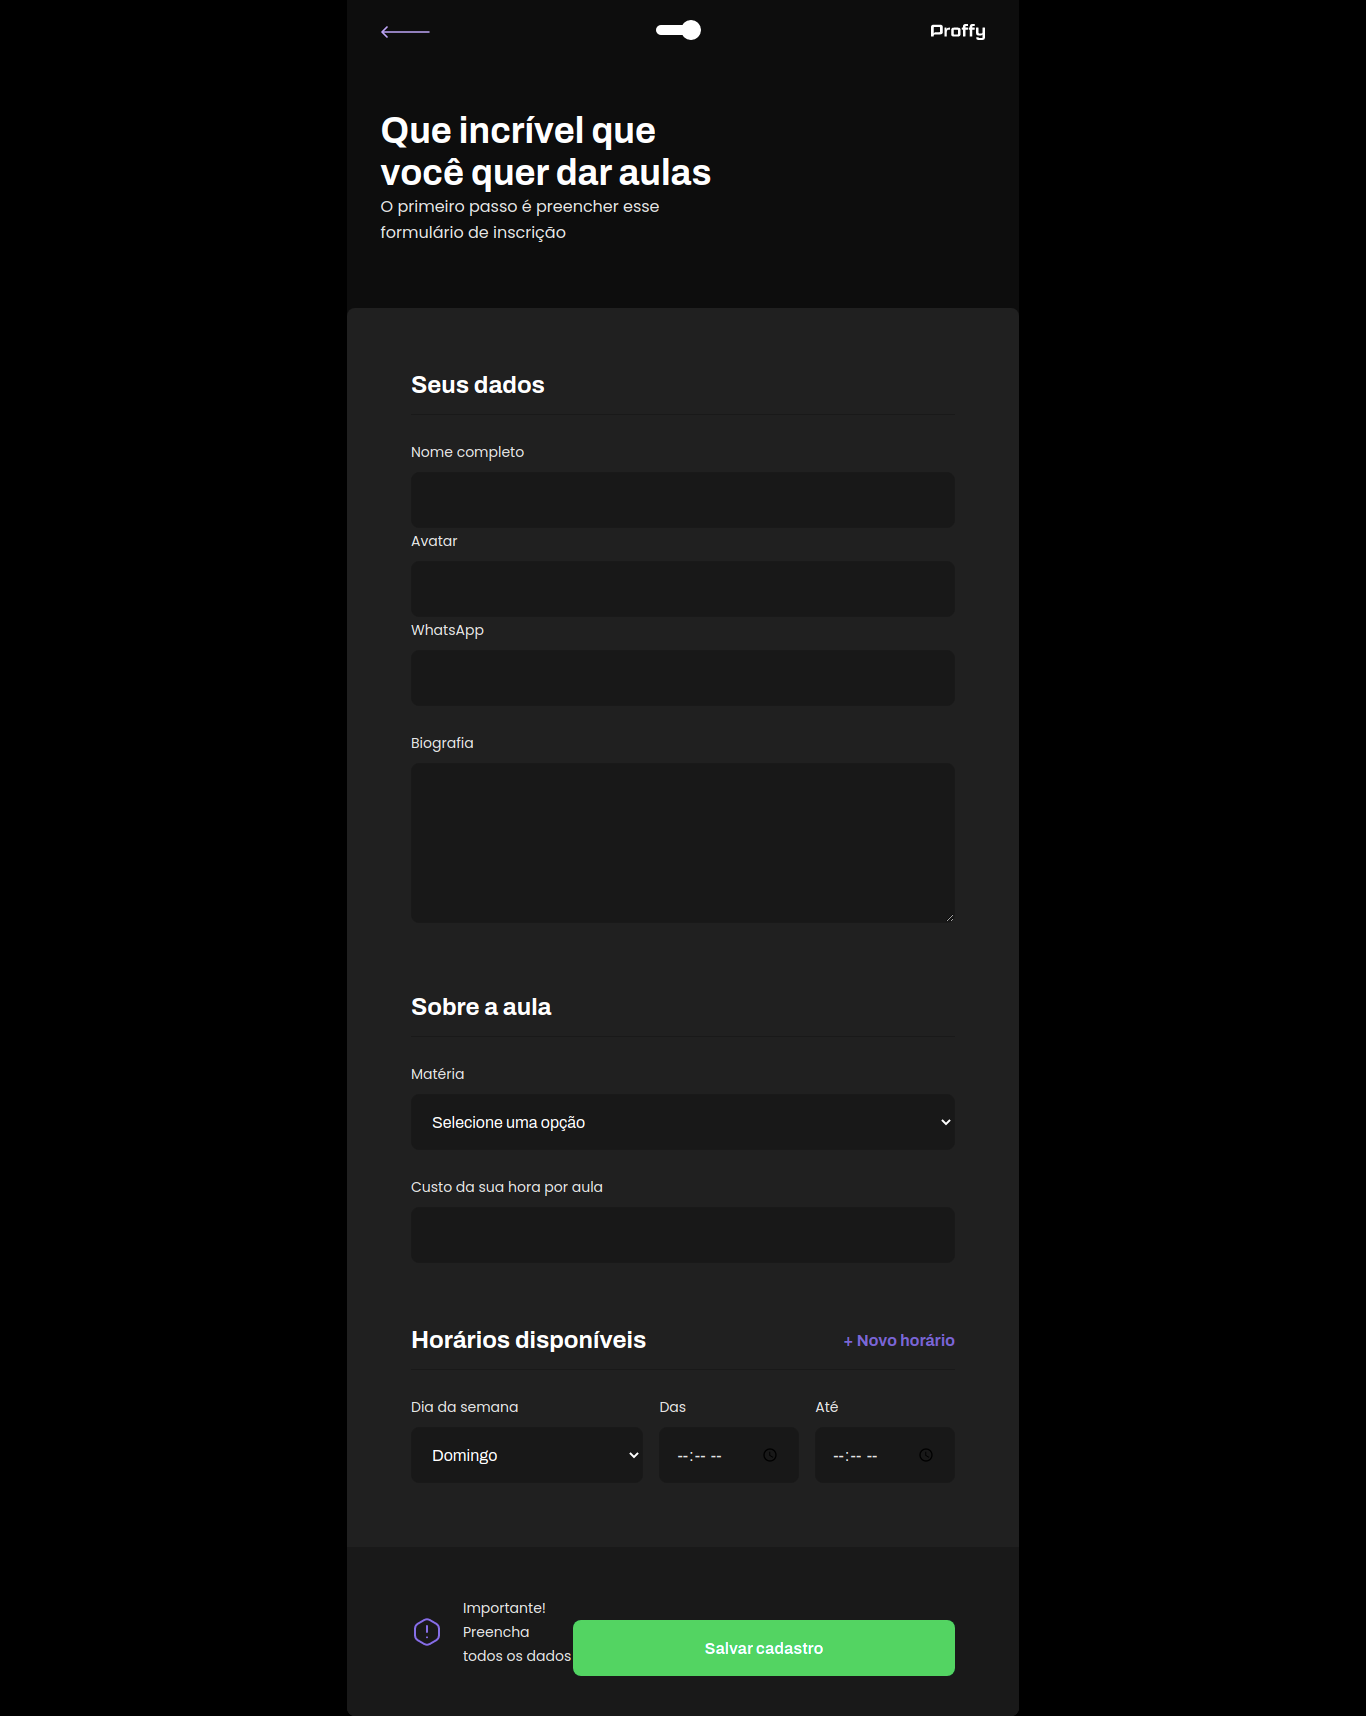 Proffy
Que incrível que
você quer dar aulas
O primeiro passo é preencher esse
formulário de inscrição
Seus dados
Nome completo
Avatar
WhatsApp
Biografia
Sobre a aula
Matéria
Selecione uma opção
Custo da sua hora por aula
Horários disponíveis
+ Novo horário
Dia da semana
Das
Até
Domingo
--:-- --
--:-- --
Importante!
Preencha
todos os dados
Salvar cadastro